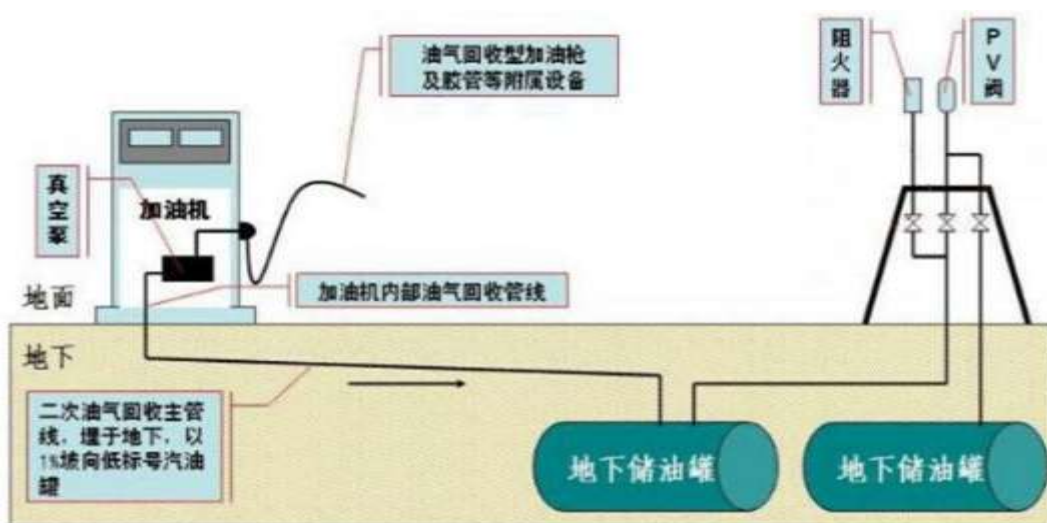 油气回收型加油枪
及胶管等附属设备
阻火器
PV阀
真空泵
加油机
加油机内部油气回收管线
地面
地下
二次油气回收主管
线，埋于地下，以
1%坡向低标号汽油
罐
地下储油罐
地下储油罐